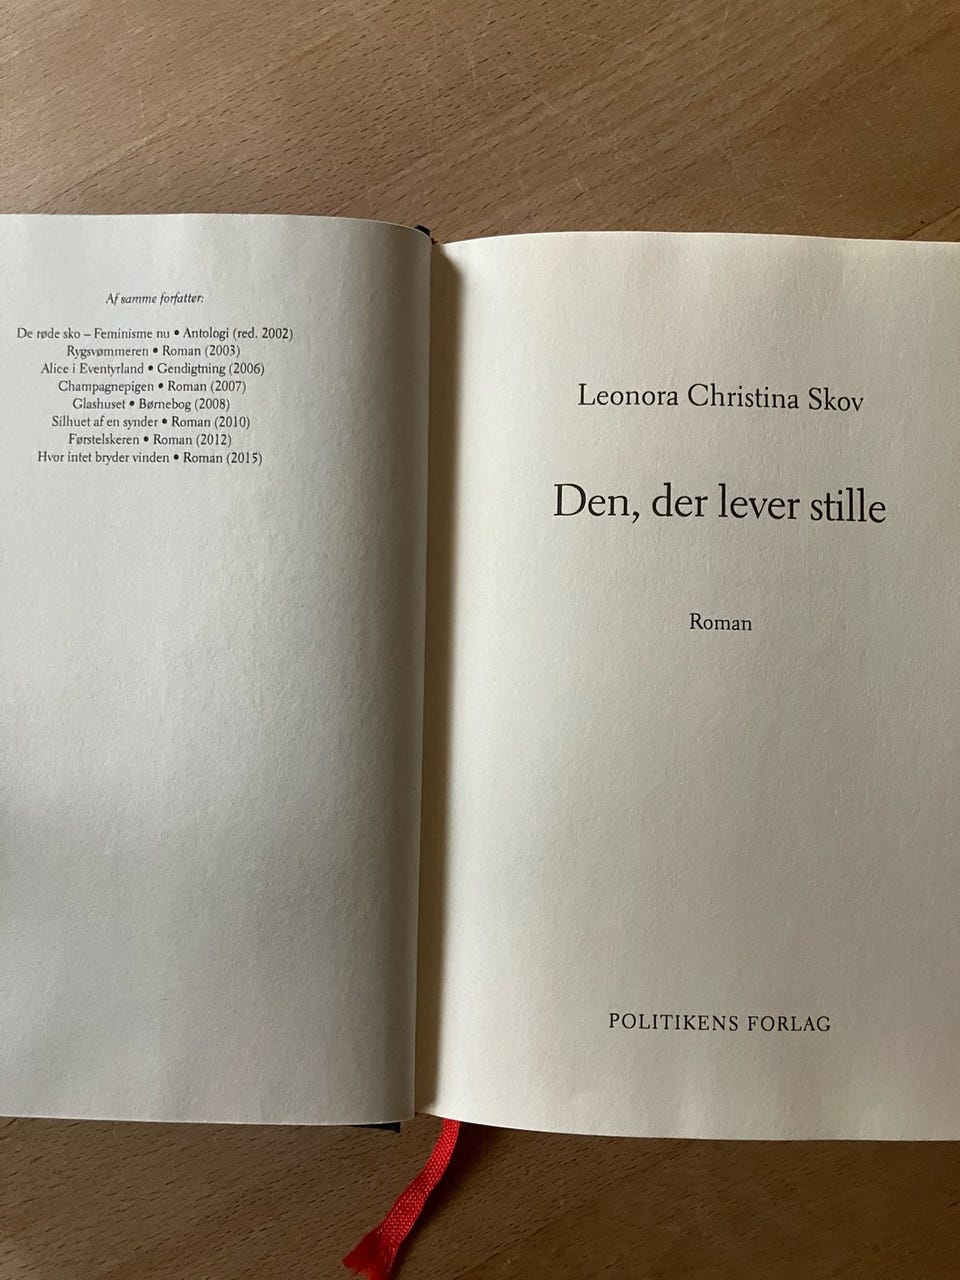 Af samme forfatter:
De røde sko – Feminisme nu • Antologi (red. 2002)
Rygsvømmeren • Roman (2003)
Alice i Eventyrland • Gendigtning (2006)
Champagnepigen • Roman (2007)
Glashuset • Børnebog (2008)
Silhuet af en synder • Roman (2010)
Førstelskeren • Roman (2012)
Hvor intet bryder vinden • Roman (2015)
Leonora Christina Skov
Den, der lever stille
Roman
POLITIKENS FORLAG